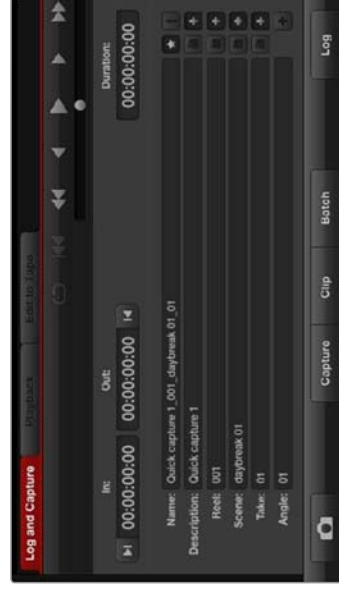 Log and Capture
Playback
Edit to Tape
In:
Out:
Duration:
00:00:00:00
00:00:00:00
00:00:00:00
Name: Quick capture 1_001_daybreak 01_01
Description: Quick capture 1
Reel: 001
Scene: daybreak 01
Take: 01
Angle: 01
Capture
Clip
Batch
Log